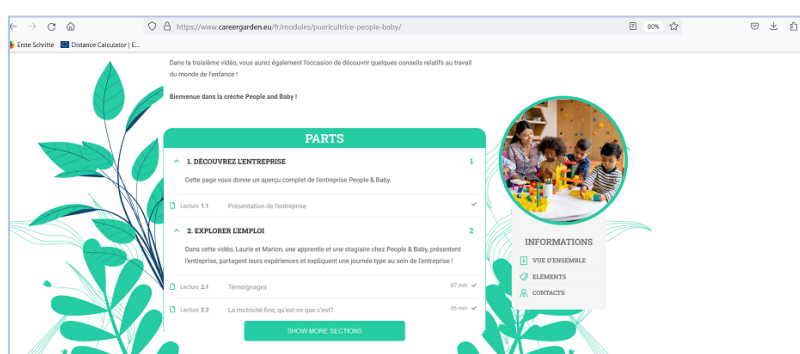 https://www.careergarden.eu/fr/modules/puericultrice-people-baby/
80%
Erste Schritte Distance Calculator | E...
Dans la troisième vidéo, vous aurez également l'occasion de découvrir quelques conseils relatifs au travail
du monde de l'enfance !
Bienvenue dans la crèche People and Baby !
PARTS
1. DÉCOUVREZ L'ENTREPRISE 1
Cette page vous donne un aperçu complet de l'entreprise People & Baby.
Lecture 1.1 Présentation de l'entreprise
2. EXPLORER L'EMPLOI 2
Dans cette vidéo, Laurie et Marion, une apprentie et une stagiaire chez People & Baby, présentent
l'entreprise, partagent leurs expériences et expliquent une journée type au sein de l'entreprise !
Lecture 2.1 Témoignages 07 min
Lecture 2.2 La motricité fine, qu'est-ce que c'est? 05 min
SHOW MORE SECTIONS
INFORMATIONS
VUE D'ENSEMBLE
ELÉMENTS
CONTACTS